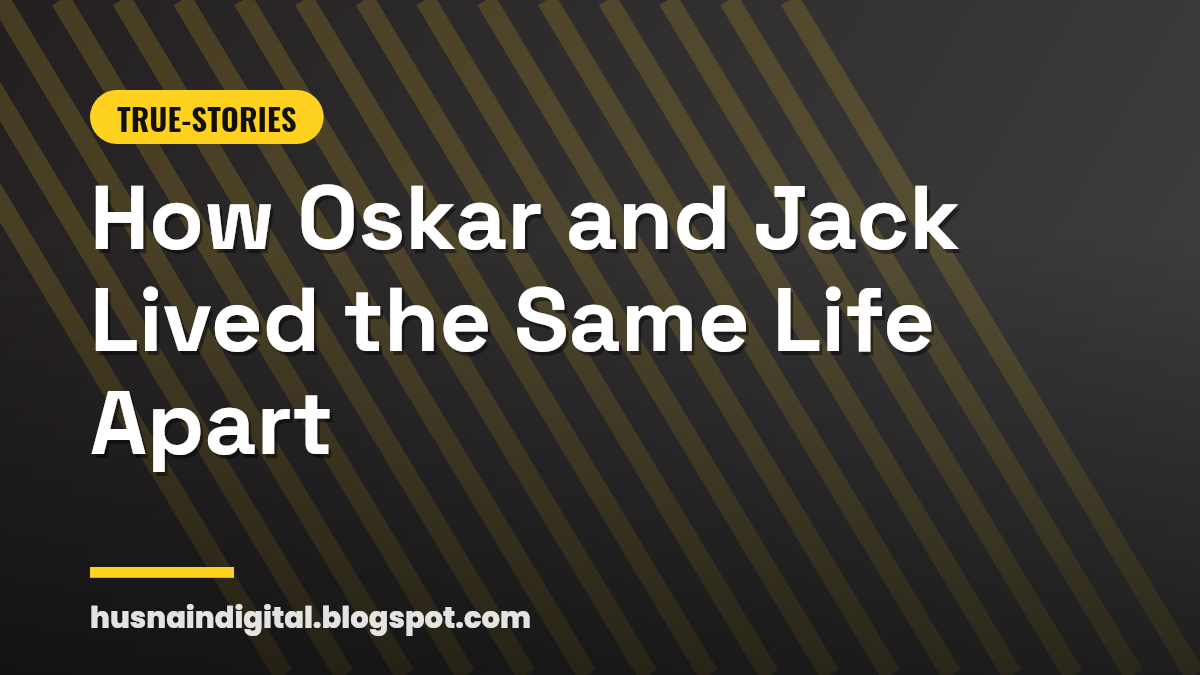 TRUE-STORIES
How Oskar and Jack
Lived the Same Life
Apart
husnaindigital.blogspot.com